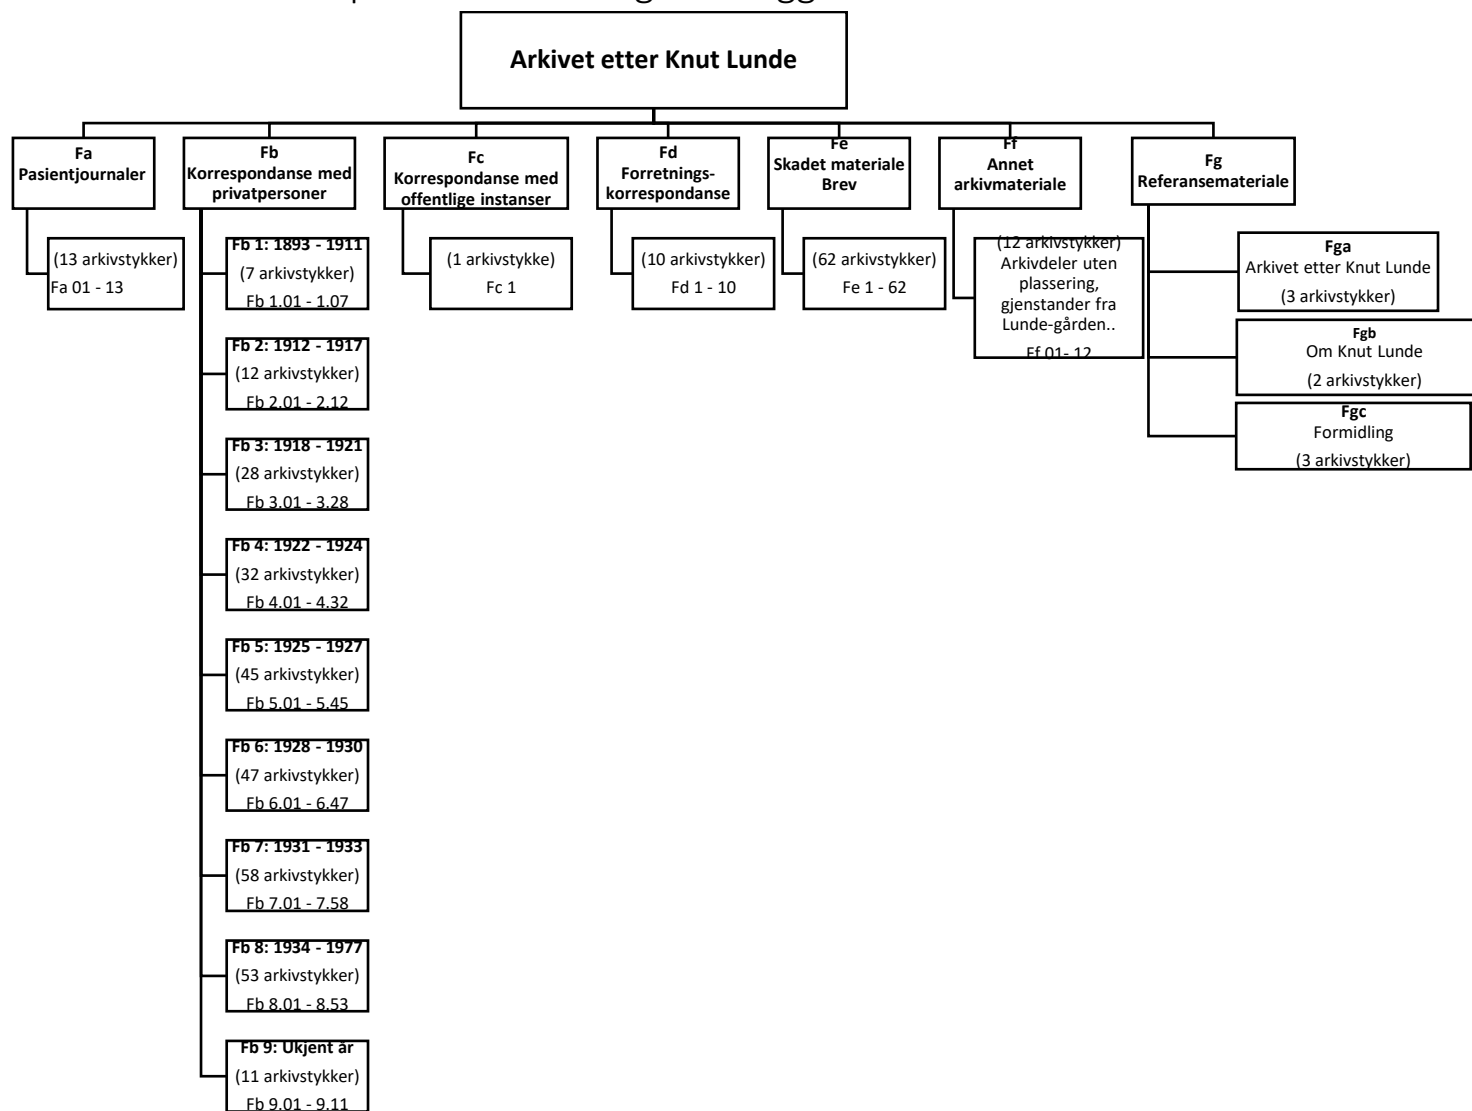 Arkivet etter Knut Lunde
Fa
Pasientjournaler
(13 arkivstykker)
Fa 01 - 13
Fb
Korrespondanse med
privatpersoner
Fb 1: 1893 - 1911
(7 arkivstykker)
Fb 1.01 - 1.07
Fb 2: 1912 - 1917
(12 arkivstykker)
Fb 2.01 - 2.12
Fb 3: 1918 - 1921
(28 arkivstykker)
Fb 3.01 - 3.28
Fb 4: 1922 - 1924
(32 arkivstykker)
Fb 4.01 - 4.32
Fb 5: 1925 - 1927
(45 arkivstykker)
Fb 5.01 - 5.45
Fb 6: 1928 - 1930
(47 arkivstykker)
Fb 6.01 - 6.47
Fb 7: 1931 - 1933
(58 arkivstykker)
Fb 7.01 - 7.58
Fb 8: 1934 - 1977
(53 arkivstykker)
Fb 8.01 - 8.53
Fb 9: Ukjent år
(11 arkivstykker)
Fb 9.01 - 9.11
Fc
Korrespondanse med
offentlige instanser
(1 arkivstykke)
Fc 1
Fd
Forretnings-
korrespondanse
(10 arkivstykker)
Fd 1 - 10
Fe
Skadet materiale
Brev
(62 arkivstykker)
Fe 1 - 62
Ff
Annet
arkivmateriale
(12 arkivstykker)
Arkivdeler uten
plassering,
gjenstander fra
Lunde-gården..
Ff 01- 12
Fg
Referansemateriale
Fga
Arkivet etter Knut Lunde
(3 arkivstykker)
Fgb
Om Knut Lunde
(2 arkivstykker)
Fgc
Formidling
(3 arkivstykker)